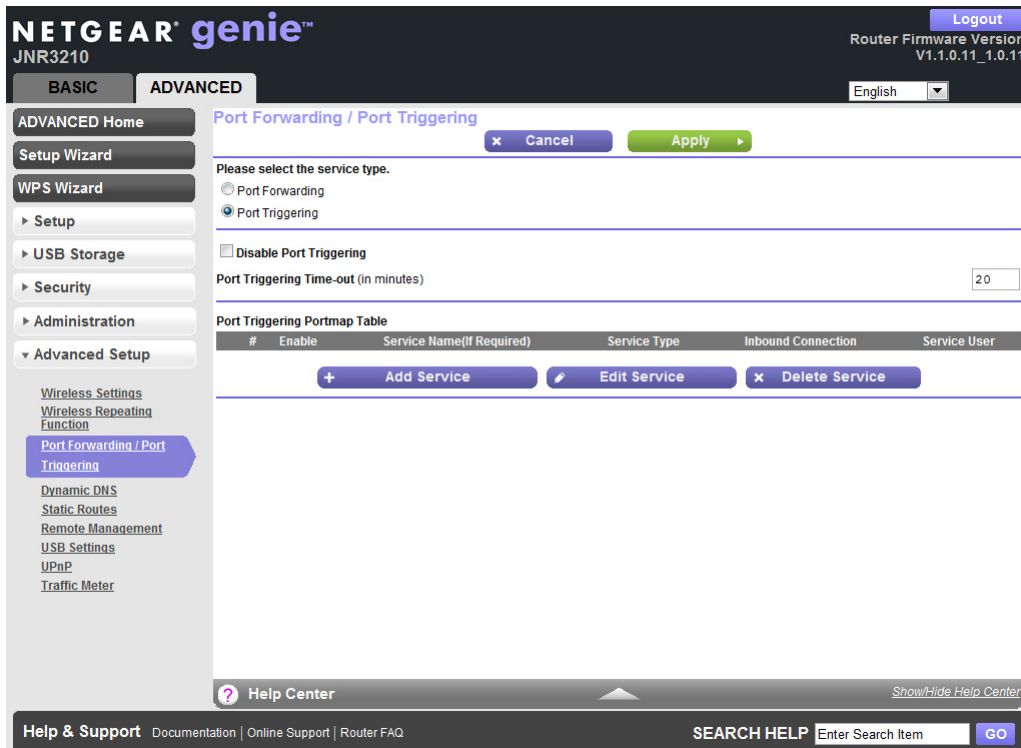 NETGEAR® genie™
JNR3210
Logout
Router Firmware Version
V1.1.0.11_1.0.11
BASIC
ADVANCED
English
ADVANCED Home
Setup Wizard
WPS Wizard
Setup
USB Storage
Security
Administration
Advanced Setup
Wireless Settings
Wireless Repeating
Function
Port Forwarding / Port
Triggering
Dynamic DNS
Static Routes
Remote Management
USB Settings
UPnP
Traffic Meter
Port Forwarding / Port Triggering
x Cancel
Apply
Please select the service type.
Port Forwarding
Port Triggering
Disable Port Triggering
Port Triggering Time-out (in minutes) 20
Port Triggering Portmap Table
# Enable Service Name(If Required) Service Type Inbound Connection Service User
+ Add Service
Edit Service
x Delete Service
? Help Center
Show/Hide Help Center
Help & Support Documentation | Online Support | Router FAQ
SEARCH HELP Enter Search Item GO